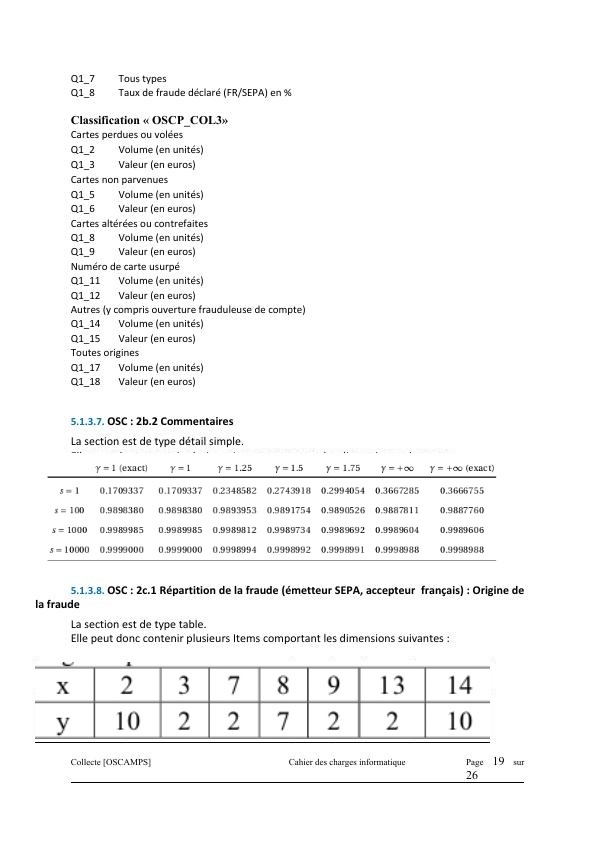 Q1_7 Tous types
Q1_8 Taux de fraude déclaré (FR/SEPA) en %
Classification « OSCP_COL3»
Cartes perdues ou volées
Q1_2 Volume (en unités)
Q1_3 Valeur (en euros)
Cartes non parvenues
Q1_5 Volume (en unités)
Q1_6 Valeur (en euros)
Cartes altérées ou contrefaites
Q1_8 Volume (en unités)
Q1_9 Valeur (en euros)
Numéro de carte usurpé
Q1_11 Volume (en unités)
Q1_12 Valeur (en euros)
Autres (y compris ouverture frauduleuse de compte)
Q1_14 Volume (en unités)
Q1_15 Valeur (en euros)
Toutes origines
Q1_17 Volume (en unités)
Q1_18 Valeur (en euros)
5.1.3.7. OSC : 2b.2 Commentaires
La section est de type détail simple.
γ = 1 (exact) γ = 1 γ = 1.25 γ = 1.5 γ = 1.75 γ = +∞ γ = +∞ (exact)
s = 1 0.1709337 0.1709337 0.2348582 0.2743918 0.2994054 0.3667285 0.3666755
s = 100 0.9898380 0.9898380 0.9893953 0.9891754 0.9890526 0.9887811 0.9887760
s = 1000 0.9989985 0.9989985 0.9989812 0.9989734 0.9989692 0.9989604 0.9989606
s = 10000 0.9999000 0.9999000 0.9998994 0.9998992 0.9998991 0.9998988 0.9998988
5.1.3.8. OSC : 2c.1 Répartition de la fraude (émetteur SEPA, accepteur français) : Origine de
la fraude
La section est de type table.
Elle peut donc contenir plusieurs Items comportant les dimensions suivantes :
x 2 3 7 8 9 13 14
y 10 2 2 7 2 2 10
Collecte [OSCAMPS] Cahier des charges informatique Page 19 sur
26